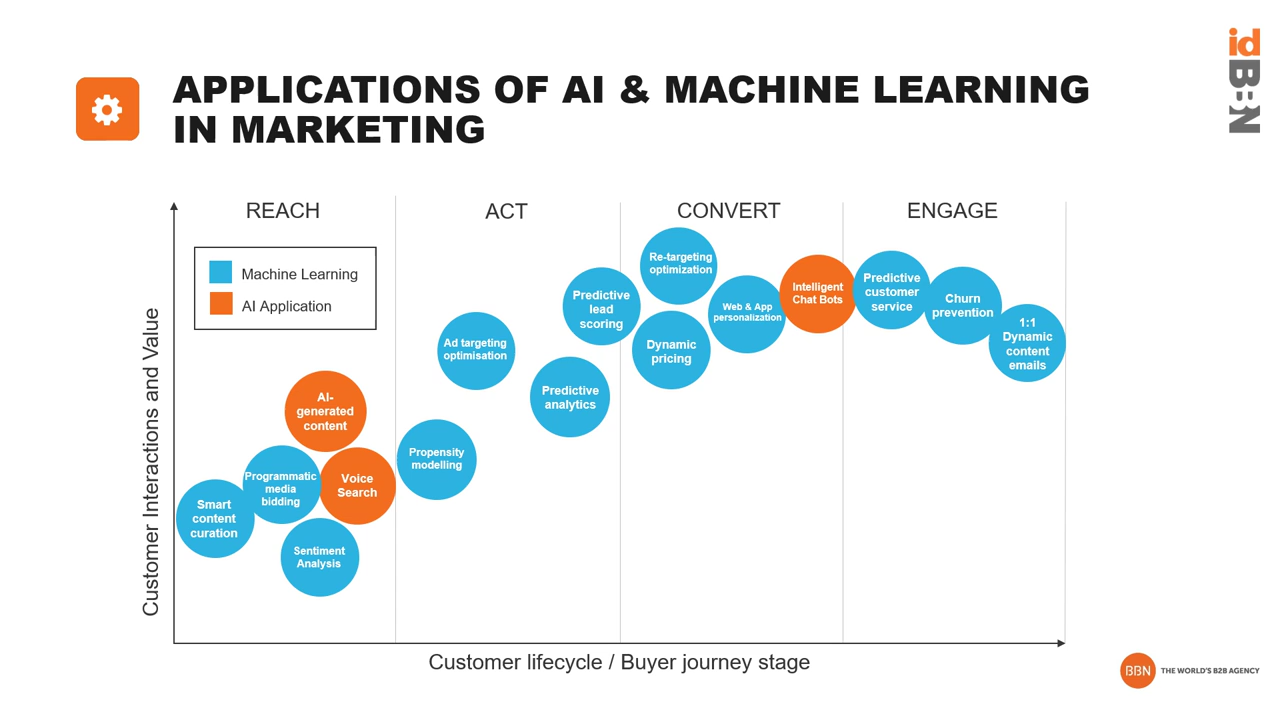 APPLICATIONS OF AI & MACHINE LEARNING
IN MARKETING
id
BBN
REACH
ACT
CONVERT
ENGAGE
Machine Learning
AI Application
Customer Interactions and Value
Smart
content
curation
Programmatic
media
bidding
AI-
generated
content
Voice
Search
Sentiment
Analysis
Propensity
modelling
Ad targeting
optimisation
Predictive
analytics
Predictive
lead
scoring
Re-targeting
optimization
Dynamic
pricing
Web & App
personalization
Intelligent
Chat Bots
Predictive
customer
service
Churn
prevention
1:1
Dynamic
content
emails
Customer lifecycle / Buyer journey stage
BBN
THE WORLD'S B2B AGENCY